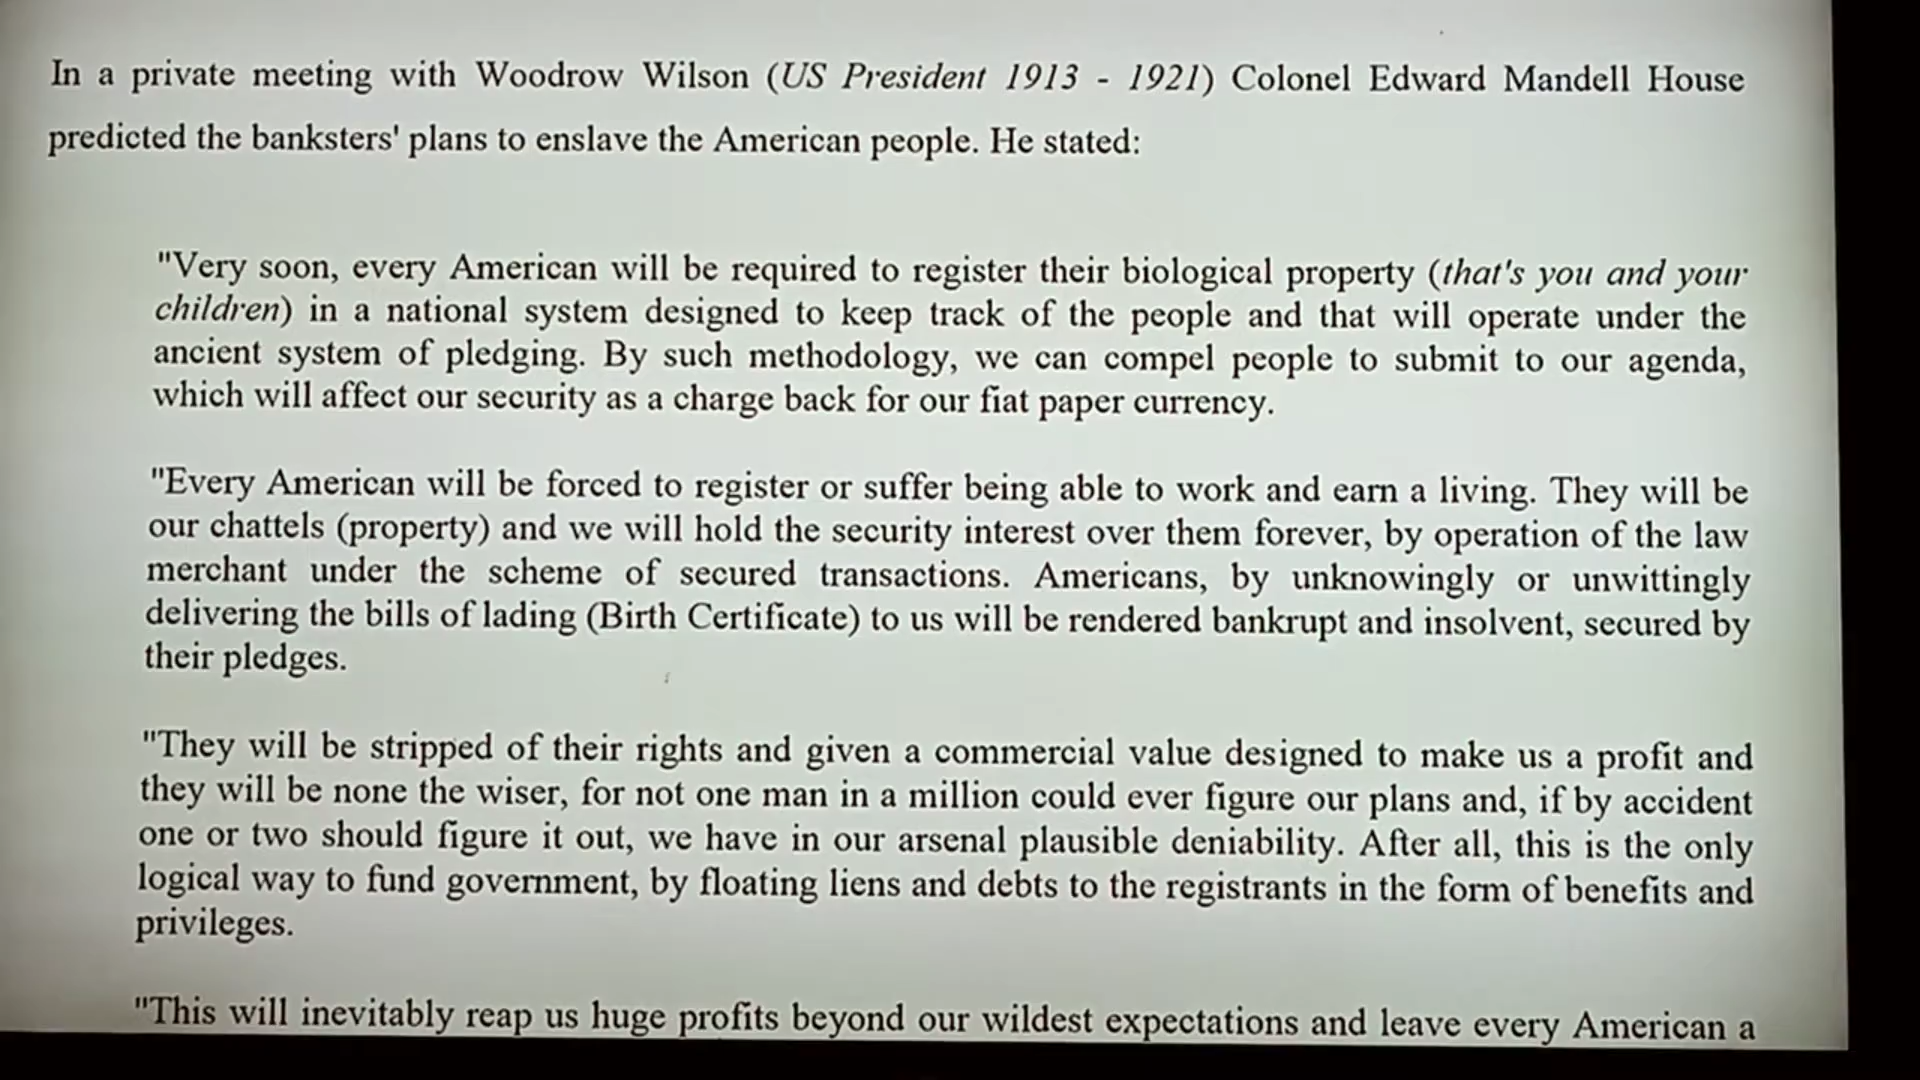 In a private meeting with Woodrow Wilson (US President 1913 - 1921) Colonel Edward Mandell House
predicted the banksters' plans to enslave the American people. He stated:
"Very soon, every American will be required to register their biological property (that's you and your
children) in a national system designed to keep track of the people and that will operate under the
ancient system of pledging. By such methodology, we can compel people to submit to our agenda,
which will affect our security as a charge back for our fiat paper currency.
"Every American will be forced to register or suffer being able to work and earn a living. They will be
our chattels (property) and we will hold the security interest over them forever, by operation of the law
merchant under the scheme of secured transactions. Americans, by unknowingly or unwittingly
delivering the bills of lading (Birth Certificate) to us will be rendered bankrupt and insolvent, secured by
their pledges.
"They will be stripped of their rights and given a commercial value designed to make us a profit and
they will be none the wiser, for not one man in a million could ever figure our plans and, if by accident
one or two should figure it out, we have in our arsenal plausible deniability. After all, this is the only
logical way to fund government, by floating liens and debts to the registrants in the form of benefits and
privileges.
"This will inevitably reap us huge profits beyond our wildest expectations and leave every American a